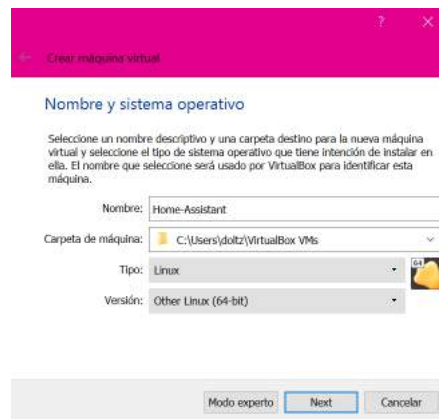 Crear máquina virtual
Nombre y sistema operativo
Seleccione un nombre descriptivo y una carpeta destino para la nueva máquina
virtual y seleccione el tipo de sistema operativo que tiene intención de instalar en
ella. El nombre que seleccione será usado por VirtualBox para identificar esta
máquina.
Nombre: Home-Assistant
Carpeta de máquina: C:\Users\doltz\VirtualBox VMs
Tipo: Linux
64
Versión: Other Linux (64-bit)
Modo experto Next Cancelar